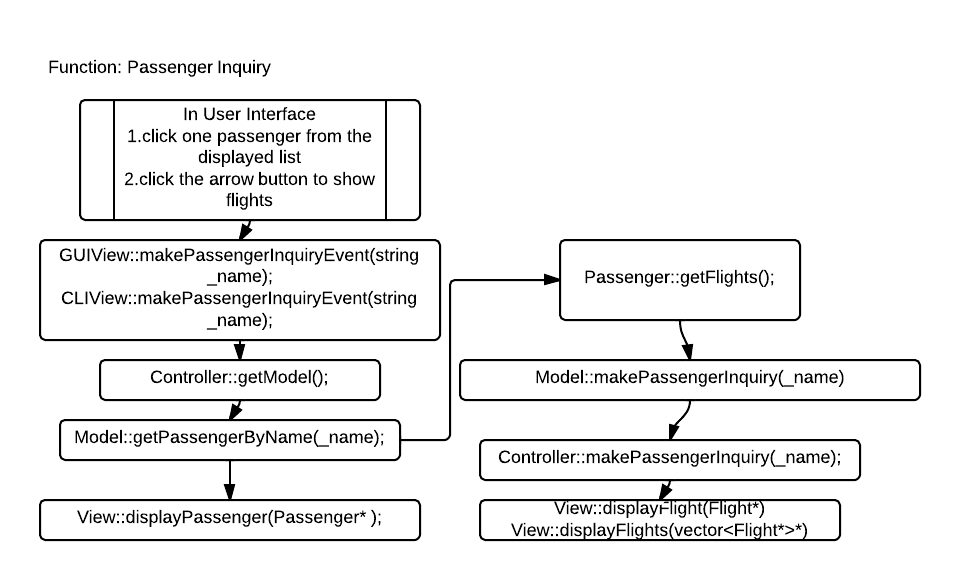 Function: Passenger Inquiry
In User Interface
1.click one passenger from the
displayed list
2.click the arrow button to show
flights
GUIView::makePassengerInquiryEvent(string
_name);
CLIView::makePassengerInquiryEvent(string
_name);
Controller::getModel();
Model::getPassengerByName(_name);
View::displayPassenger(Passenger* );
Passenger::getFlights();
Model::makePassengerInquiry(_name)
Controller::makePassengerInquiry(_name);
View::displayFlight(Flight*)
View::displayFlights(vector<Flight*>*)